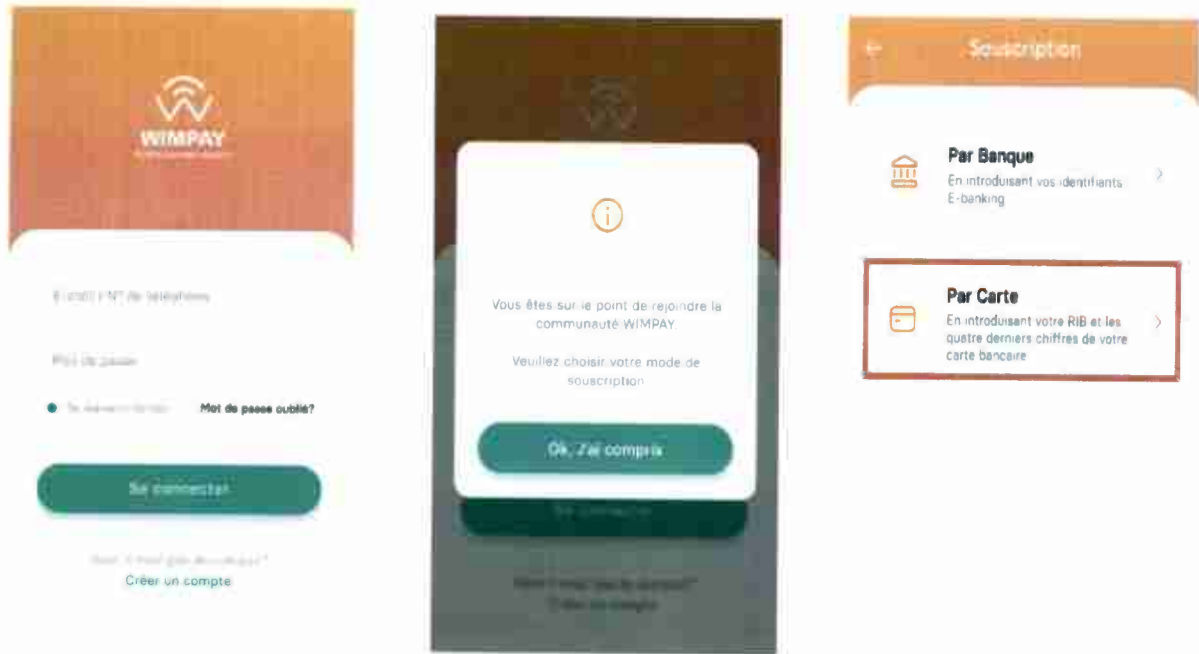 WIMPAY
Mot de passe oublié?
Se connecter
Créer un compte
Vous êtes sur le point de rejoindre la
communauté WIMPAY
Veuillez choisir votre mode de
souscription
Ok, J'ai compris
Se connecter
Souscription
Par Banque
En introduisant vos identifiants
E-banking
Par Carte
En introduisant votre RIB et les
quatre derniers chiffres de votre
carte bancaire